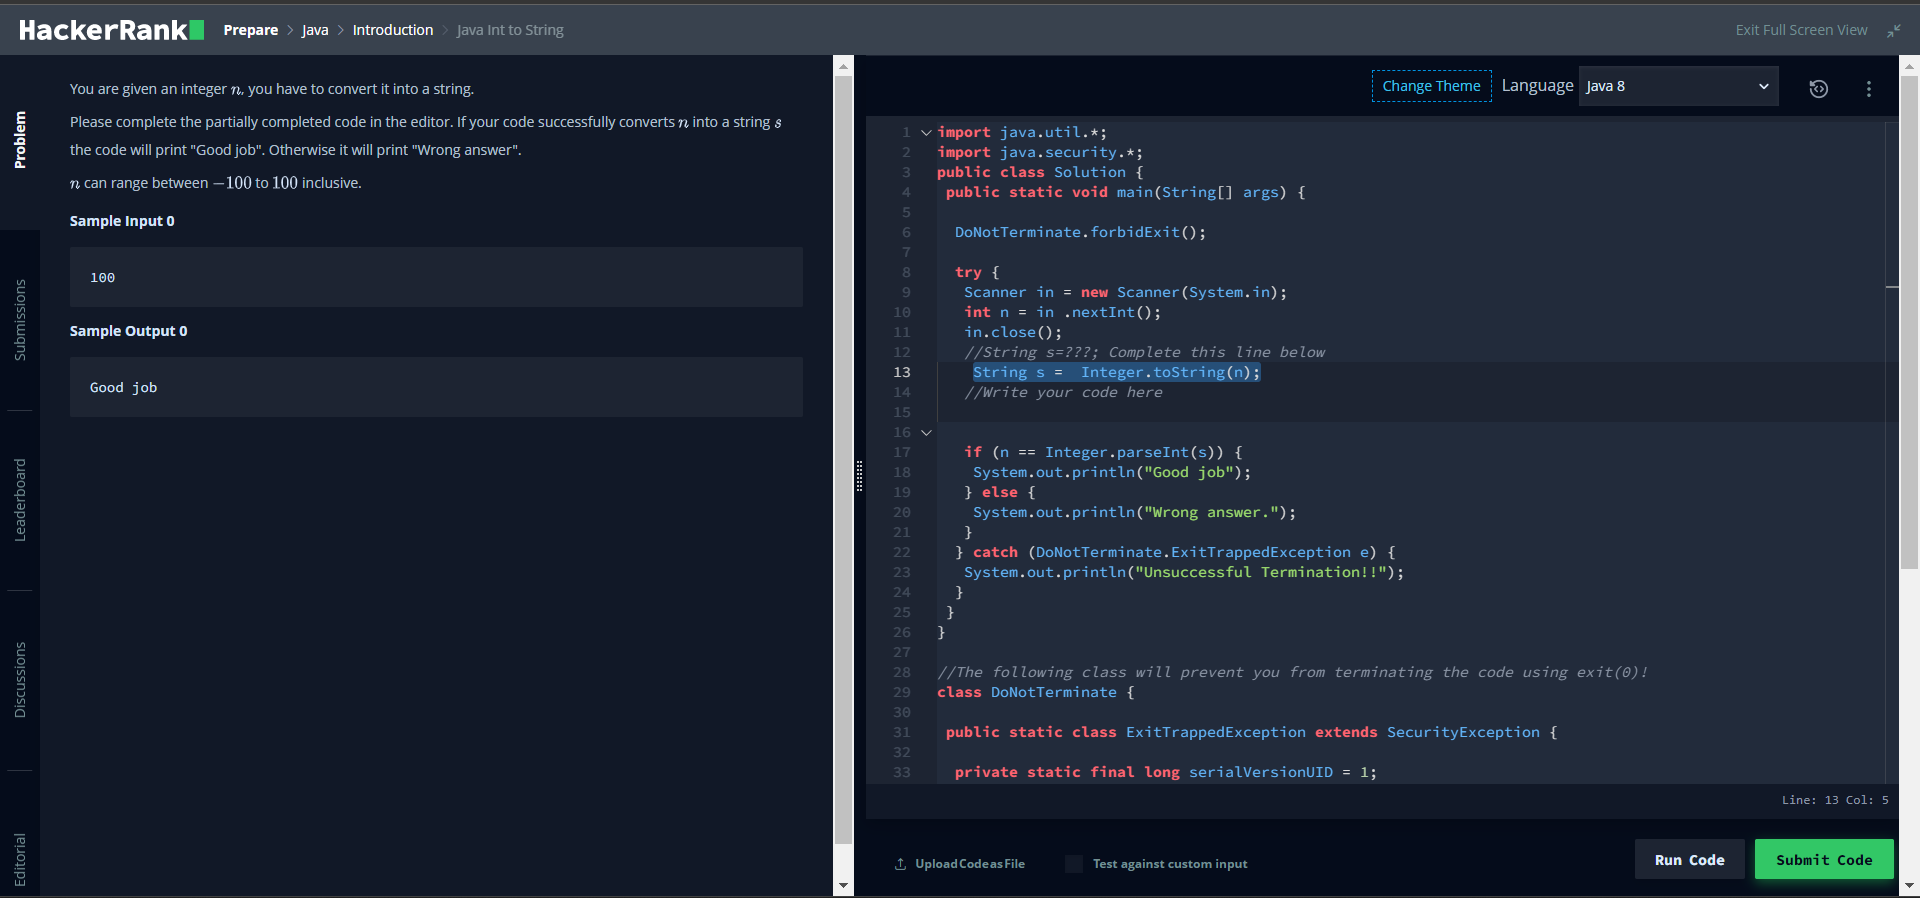 HackerRank
Prepare > Java > Introduction > Java Int to String
Exit Full Screen View
Problem
Submissions
Leaderboard
Discussions
Editorial
You are given an integer n, you have to convert it into a string.
Please complete the partially completed code in the editor. If your code successfully converts n into a string s
the code will print "Good job". Otherwise it will print "Wrong answer".
n can range between −100 to 100 inclusive.
Sample Input 0
100
Sample Output 0
Good job
Change Theme Language Java 8
1 import java.util.*;
2 import java.security.*;
3 public class Solution {
4 public static void main(String[] args) {
5
6 DoNotTerminate.forbidExit();
7
8 try {
9 Scanner in = new Scanner(System.in);
10 int n = in .nextInt();
11 in.close();
12 //String s=???; Complete this line below
13 String s =  Integer.toString(n);
14 //Write your code here
15
16
17 if (n == Integer.parseInt(s)) {
18 System.out.println("Good job");
19 } else {
20 System.out.println("Wrong answer.");
21 }
22 } catch (DoNotTerminate.ExitTrappedException e) {
23 System.out.println("Unsuccessful Termination!!");
24 }
25 }
26 }
27
28 //The following class will prevent you from terminating the code using exit(0)!
29 class DoNotTerminate {
30
31 public static class ExitTrappedException extends SecurityException {
32
33 private static final long serialVersionUID = 1;
Line: 13 Col: 5
Upload Code as File
Test against custom input
Run Code
Submit Code